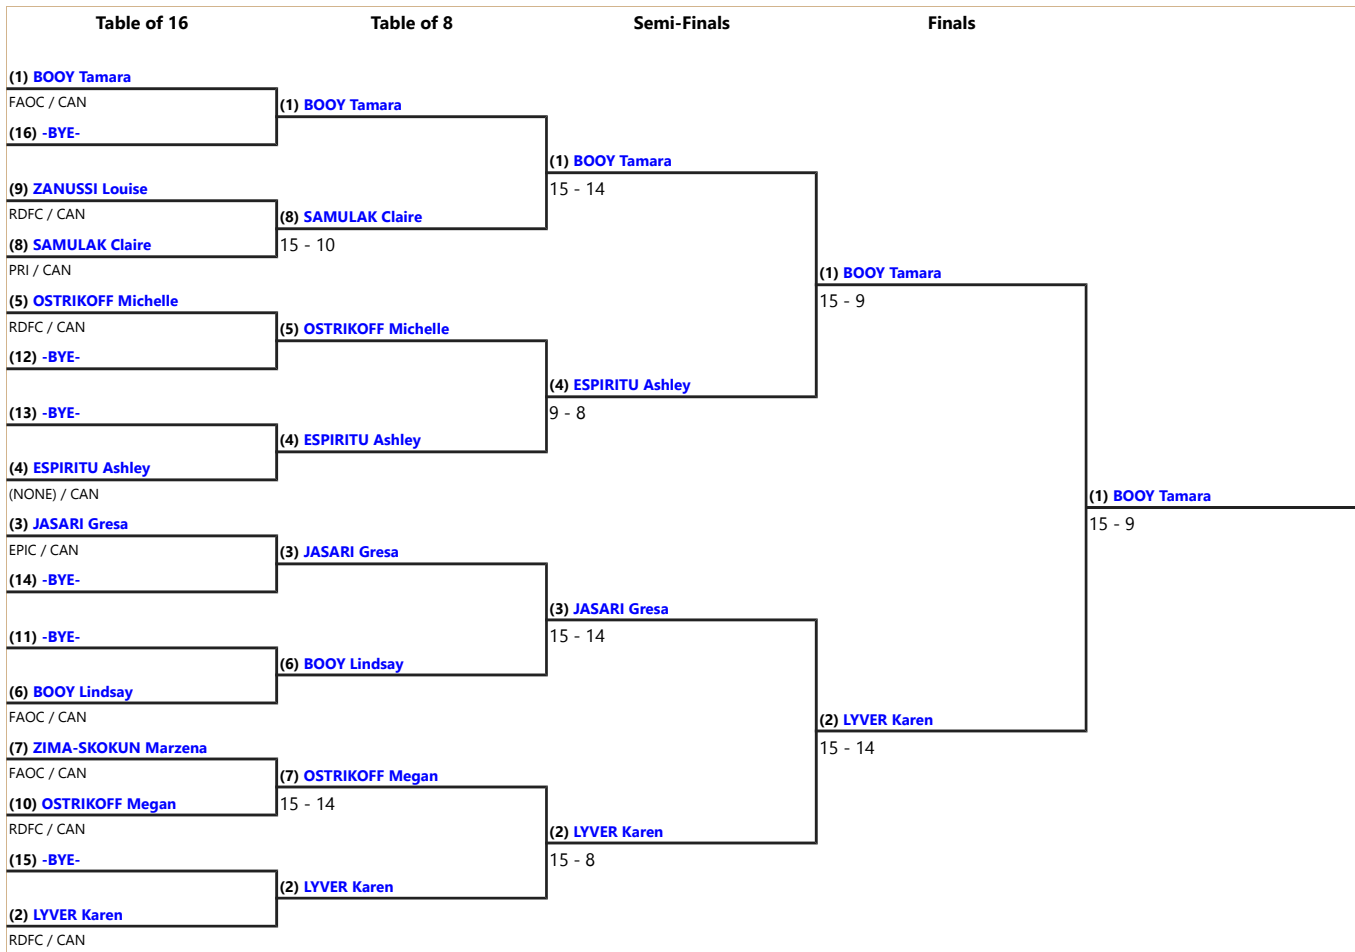 Table of 16
Table of 8
Semi-Finals
Finals
(1) BOOY Tamara
FAOC / CAN
(16) -BYE-
(9) ZANUSSI Louise
RDFC / CAN
(8) SAMULAK Claire
PRI / CAN
(5) OSTRIKOFF Michelle
RDFC / CAN
(12) -BYE-
(13) -BYE-
(4) ESPIRITU Ashley
(NONE) / CAN
(3) JASARI Gresa
EPIC / CAN
(14) -BYE-
(11) -BYE-
(6) BOOY Lindsay
FAOC / CAN
(7) ZIMA-SKOKUN Marzena
FAOC / CAN
(10) OSTRIKOFF Megan
RDFC / CAN
(15) -BYE-
(2) LYVER Karen
RDFC / CAN
(1) BOOY Tamara
(8) SAMULAK Claire
15 - 10
(5) OSTRIKOFF Michelle
(4) ESPIRITU Ashley
(3) JASARI Gresa
(6) BOOY Lindsay
(7) OSTRIKOFF Megan
15 - 14
(2) LYVER Karen
(1) BOOY Tamara
15 - 14
(4) ESPIRITU Ashley
9 - 8
(3) JASARI Gresa
15 - 14
(2) LYVER Karen
15 - 8
(1) BOOY Tamara
15 - 9
(2) LYVER Karen
15 - 14
(1) BOOY Tamara
15 - 9